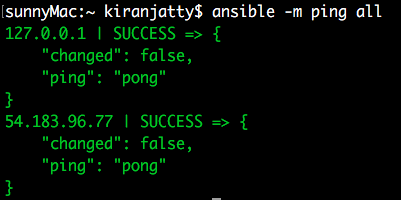 sunnyMac:~ kiranjatty$ ansible -m ping all
127.0.0.1 | SUCCESS => {
    "changed": false,
    "ping": "pong"
}
54.183.96.77 | SUCCESS => {
    "changed": false,
    "ping": "pong"
}